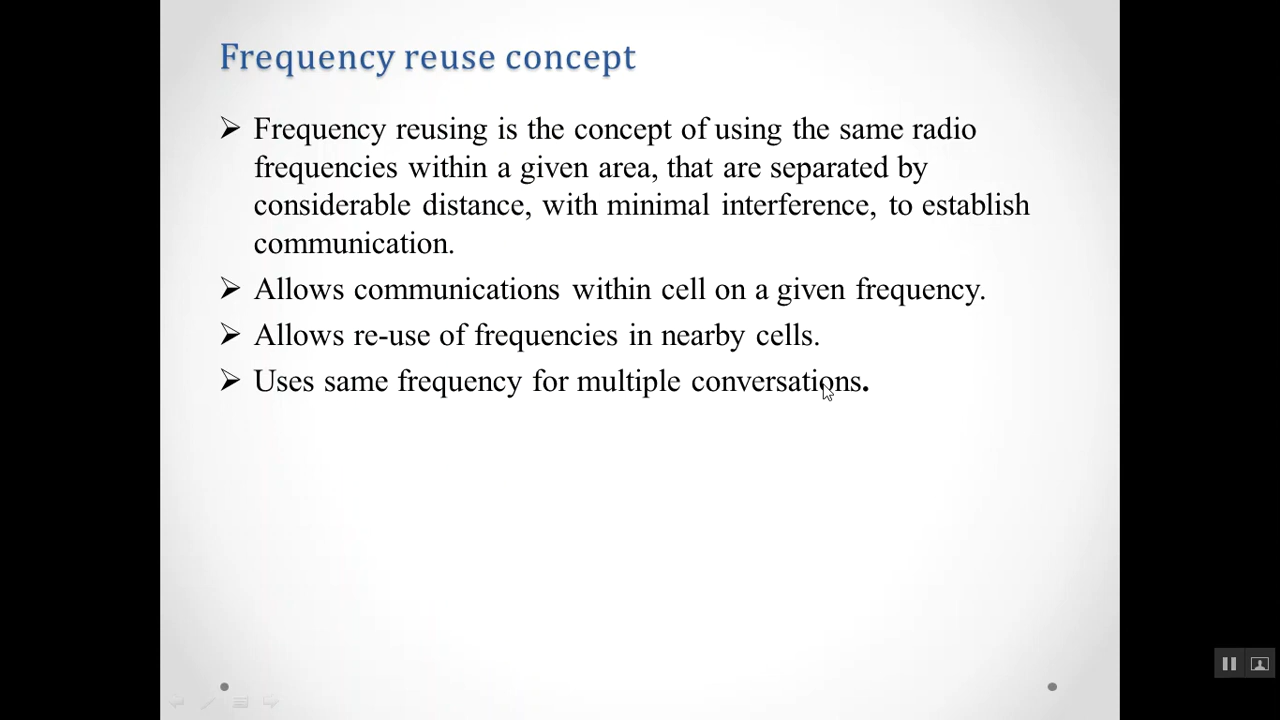 Frequency reuse concept
Frequency reusing is the concept of using the same radio
frequencies within a given area, that are separated by
considerable distance, with minimal interference, to establish
communication.
Allows communications within cell on a given frequency.
Allows re-use of frequencies in nearby cells.
Uses same frequency for multiple conversations.